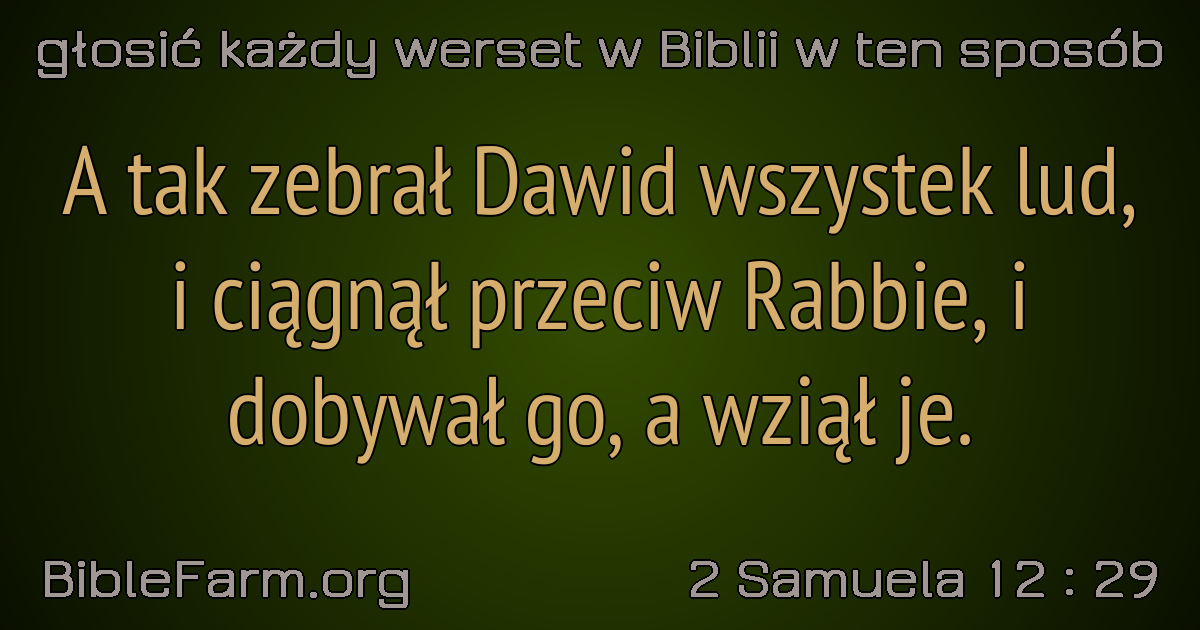 głosić każdy werset w Biblii w ten sposób
A tak zebrał Dawid wszystek lud,
i ciągnął przeciw Rabbie, i
dobywał go, a wziął je.
BibleFarm.org
2 Samuela 12 : 29